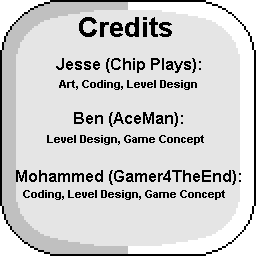 Credits
Jesse (Chip Plays):
Art, Coding, Level Design
Ben (AceMan):
Level Design, Game Concept
Mohammed (Gamer4TheEnd):
Coding, Level Design, Game Concept